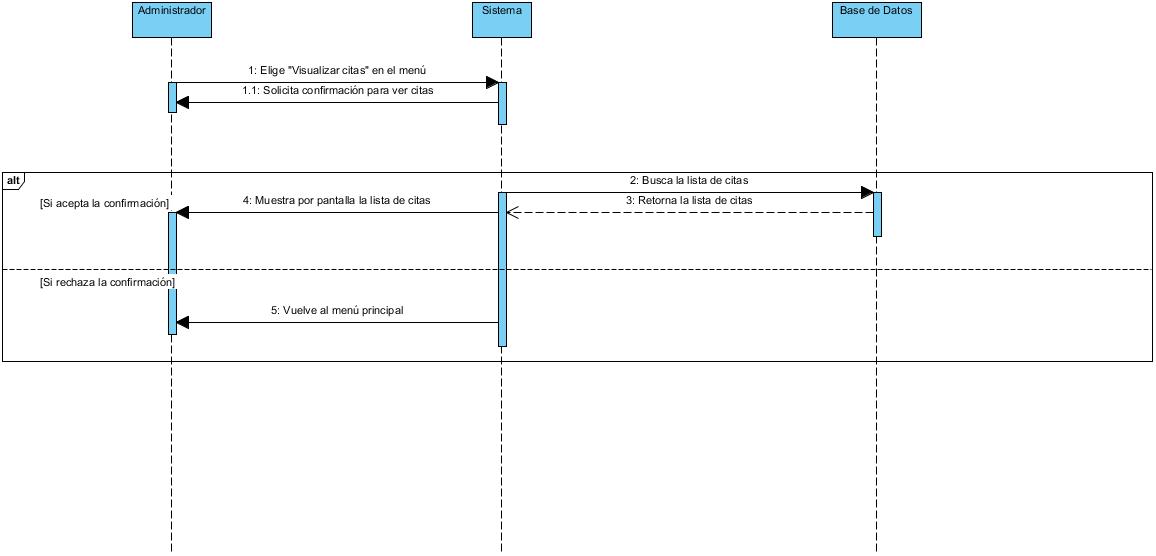 Administrador
Sistema
Base de Datos
1: Elige "Visualizar citas" en el menú
1.1: Solicita confirmación para ver citas
alt
2: Busca la lista de citas
[Si acepta la confirmación]
4: Muestra por pantalla la lista de citas
3: Retorna la lista de citas
[Si rechaza la confirmación]
5: Vuelve al menú principal